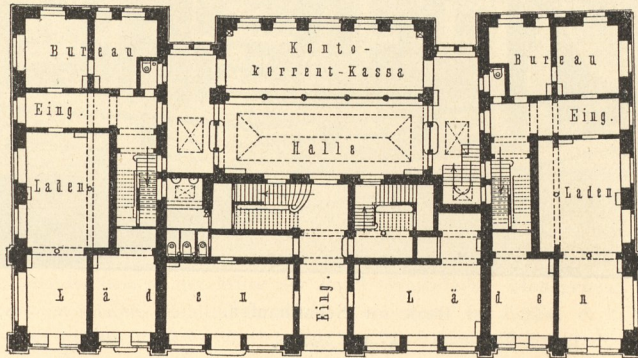 Bureau
Konto-
korrent-Kassa
Bureau
Eing.
Eing.
Halle
Laden
Laden
Läden
Eing.
Läden